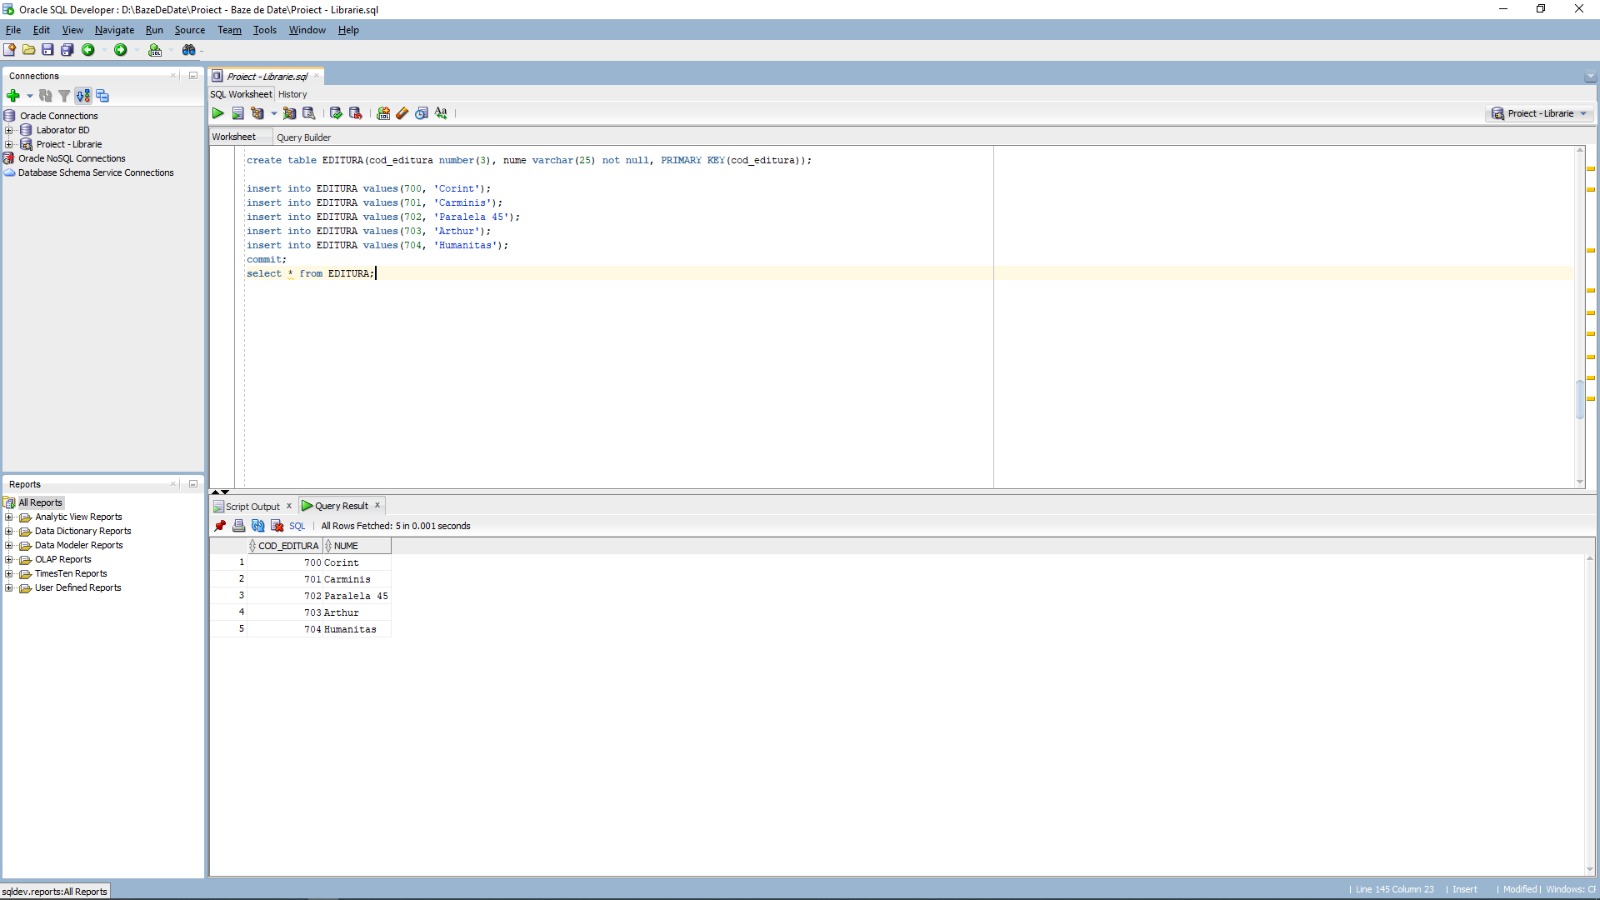 Oracle SQL Developer : D:\BazeDeDate\Proiect - Baze de Date\Proiect - Librarie.sql
File Edit View Navigate Run Source Team Tools Window Help
Connections
Oracle Connections
Laborator BD
Proiect - Librarie
Oracle NoSQL Connections
Database Schema Service Connections
Proiect - Librarie.sql
SQL Worksheet History
Proiect - Librarie
Worksheet Query Builder
create table EDITURA(cod_editura number(3), nume varchar(25) not null, PRIMARY KEY(cod_editura));
insert into EDITURA values(700, 'Corint');
insert into EDITURA values(701, 'Carminis');
insert into EDITURA values(702, 'Paralela 45');
insert into EDITURA values(703, 'Arthur');
insert into EDITURA values(704, 'Humanitas');
commit;
select * from EDITURA;
Reports
All Reports
Analytic View Reports
Data Dictionary Reports
Data Modeler Reports
OLAP Reports
TimesTen Reports
User Defined Reports
Script Output Query Result
SQL | All Rows Fetched: 5 in 0.001 seconds
COD_EDITURA NUME
1 700 Corint
2 701 Carminis
3 702 Paralela 45
4 703 Arthur
5 704 Humanitas
sqldev.reports:All Reports
| Line 145 Column 23 | Insert | Modified | Windows: CF